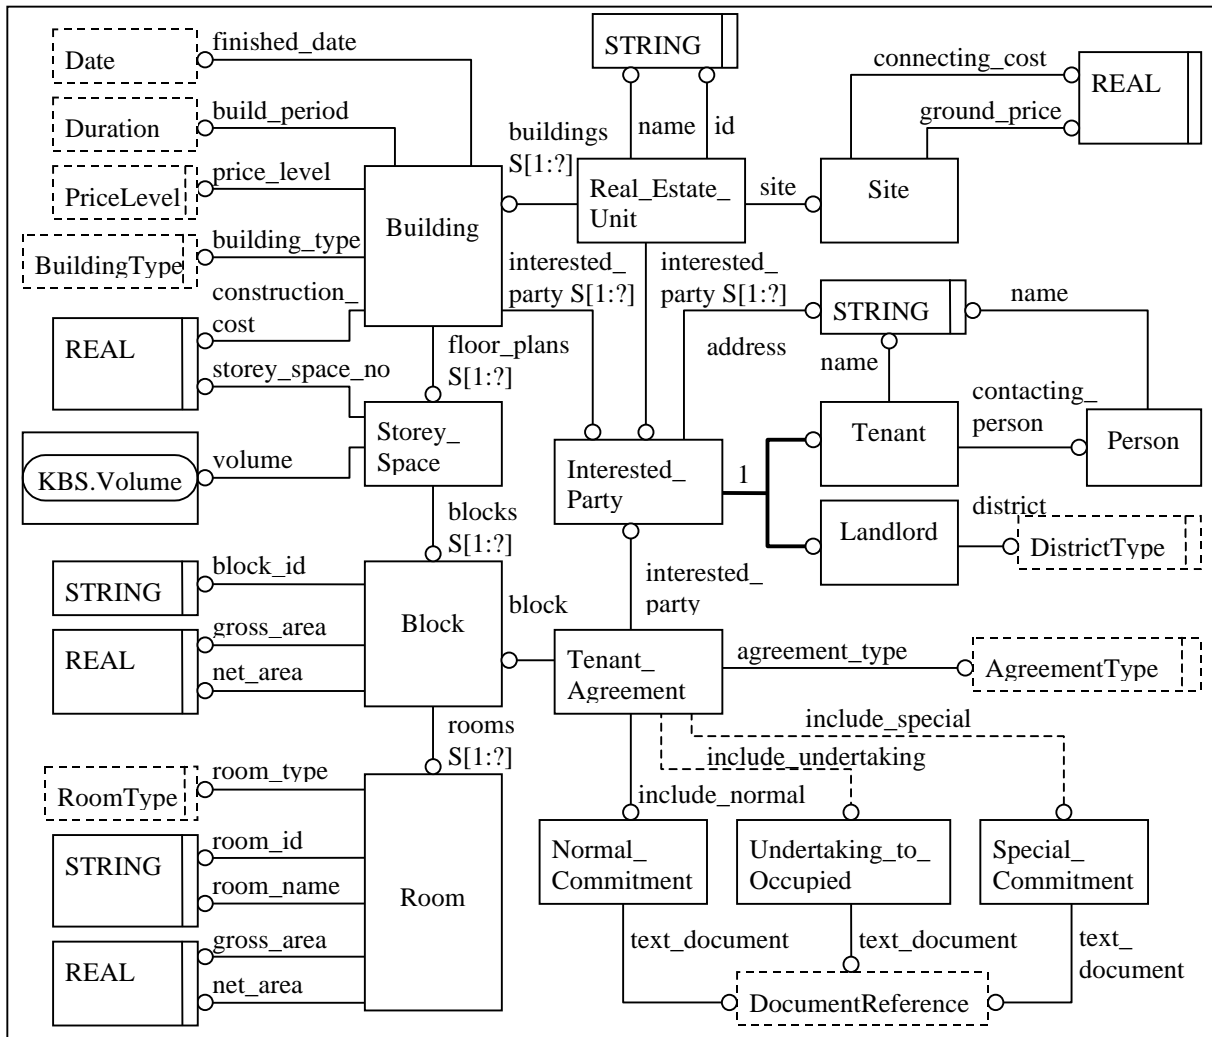 finished_date
Date
STRING
connecting_cost
REAL
build_period
Duration
buildings
S[1:?]
name
id
ground_price
price_level
PriceLevel
Building
Real_Estate_
Unit
site
Site
building_type
BuildingType
interested_
party S[1:?]
interested_
party S[1:?]
construction_
cost
REAL
STRING
name
address
name
floor_plans
S[1:?]
storey_space_no
Storey_
Space
Tenant
contacting_
person
Person
volume
KBS.Volume
Interested_
Party
1
blocks
S[1:?]
Landlord
district
DistrictType
block_id
STRING
block
interested_
party
gross_area
REAL
Block
net_area
Tenant_
Agreement
agreement_type
AgreementType
rooms
S[1:?]
include_special
include_undertaking
include_normal
room_type
RoomType
room_id
STRING
room_name
Room
Normal_
Commitment
Undertaking_to_
Occupied
Special_
Commitment
gross_area
REAL
net_area
text_document
text_document
text_
document
DocumentReference